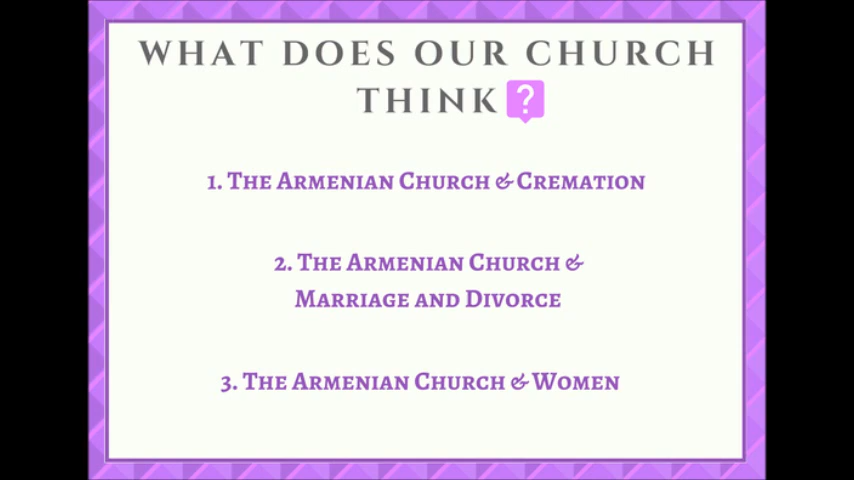 WHAT DOES OUR CHURCH
THINK?
1. The Armenian Church & Cremation
2. The Armenian Church &
Marriage and Divorce
3. The Armenian Church & Women